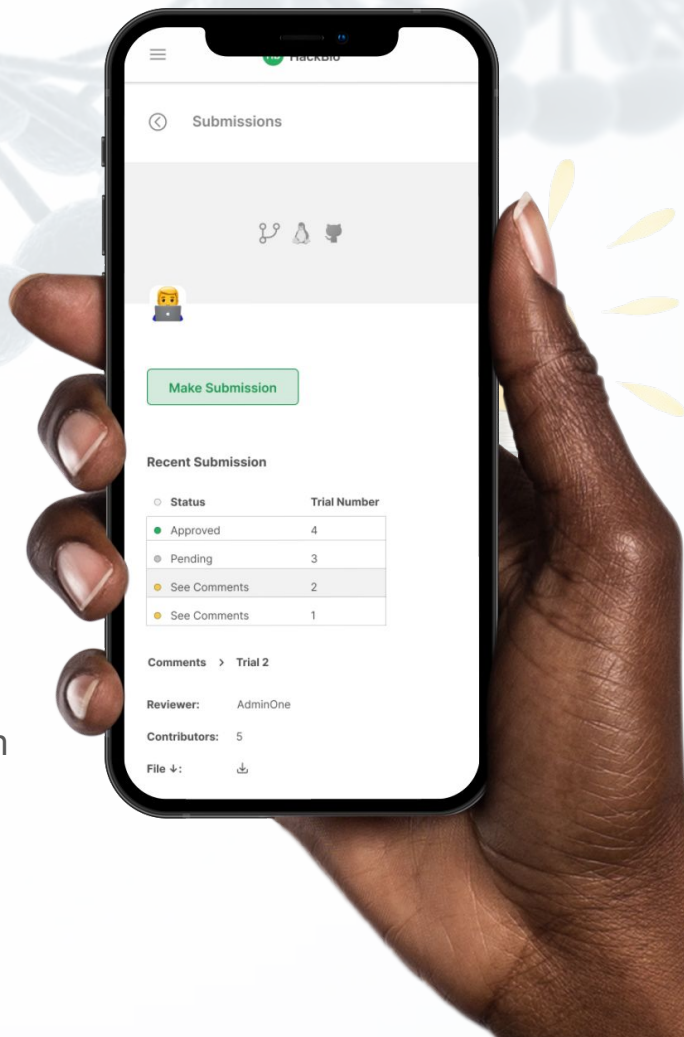 HackBio
Submissions
Make Submission
Recent Submission
Status Trial Number
Approved 4
Pending 3
See Comments 2
See Comments 1
Comments > Trial 2
Reviewer: AdminOne
Contributors: 5
File ↓:
n